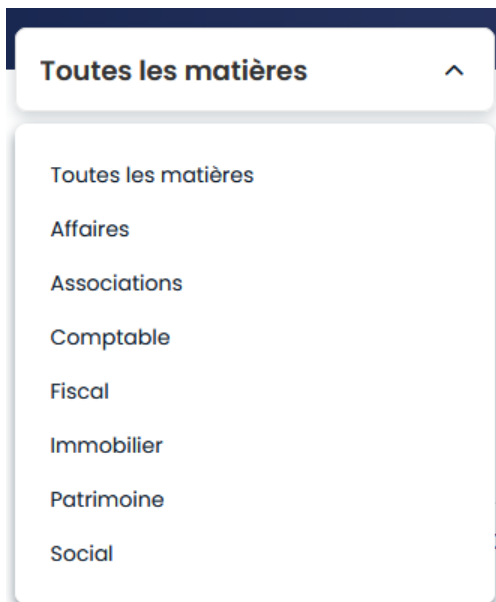 Toutes les matières
Toutes les matières
Affaires
Associations
Comptable
Fiscal
Immobilier
Patrimoine
Social